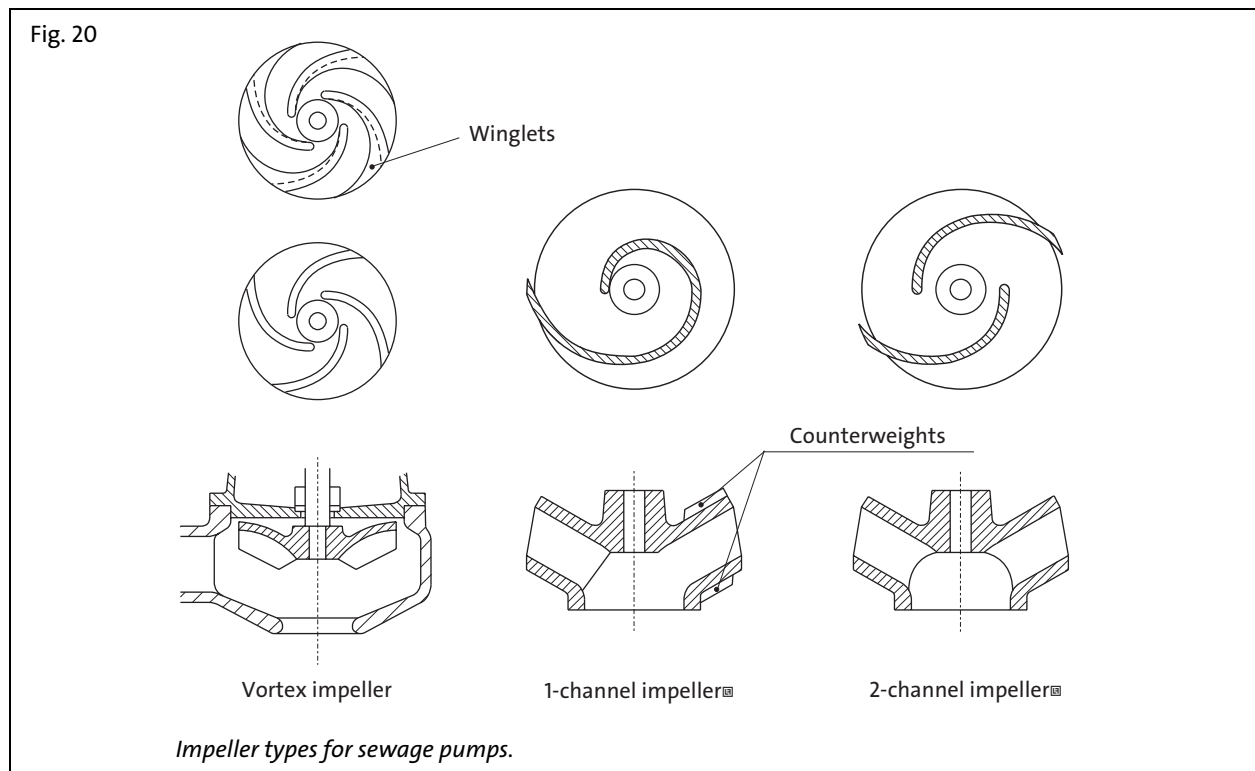 Fig. 20
Winglets
Counterweights
Vortex impeller
1-channel impeller
2-channel impeller
Impeller types for sewage pumps.